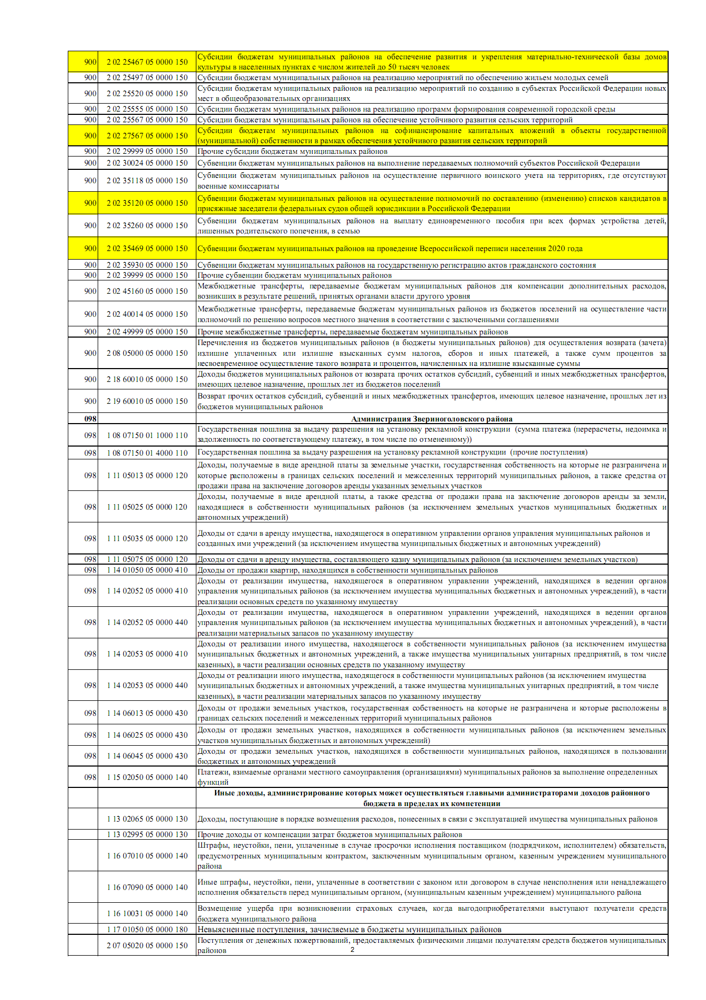 900 2 02 25467 05 0000 150 Субсидии бюджетам муниципальных районов на обеспечение развития и укрепления материально-технической базы домов
культуры в населенных пунктах с числом жителей до 50 тысяч человек
900 2 02 25497 05 0000 150 Субсидии бюджетам муниципальных районов на реализацию мероприятий по обеспечению жильем молодых семей
900 2 02 25520 05 0000 150 Субсидии бюджетам муниципальных районов на реализацию мероприятий по созданию в субъектах Российской Федерации новых
мест в общеобразовательных организациях
900 2 02 25555 05 0000 150 Субсидии бюджетам муниципальных районов на реализацию программ формирования современной городской среды
900 2 02 25567 05 0000 150 Субсидии бюджетам муниципальных районов на обеспечение устойчивого развития сельских территорий
900 2 02 27567 05 0000 150 Субсидии бюджетам муниципальных районов на софинансирование капитальных вложений в объекты государственной
(муниципальной) собственности в рамках обеспечения устойчивого развития сельских территорий
900 2 02 29999 05 0000 150 Прочие субсидии бюджетам муниципальных районов
900 2 02 30024 05 0000 150 Субвенции бюджетам муниципальных районов на выполнение передаваемых полномочий субъектов Российской Федерации
900 2 02 35118 05 0000 150 Субвенции бюджетам муниципальных районов на осуществление первичного воинского учета на территориях, где отсутствуют
военные комиссариаты
900 2 02 35120 05 0000 150 Субвенции бюджетам муниципальных районов на осуществление полномочий по составлению (изменению) списков кандидатов в
присяжные заседатели федеральных судов общей юрисдикции в Российской Федерации
900 2 02 35260 05 0000 150 Субвенции бюджетам муниципальных районов на выплату единовременного пособия при всех формах устройства детей,
лишенных родительского попечения, в семью
900 2 02 35469 05 0000 150 Субвенции бюджетам муниципальных районов на проведение Всероссийской переписи населения 2020 года
900 2 02 35930 05 0000 150 Субвенции бюджетам муниципальных районов на государственную регистрацию актов гражданского состояния
900 2 02 39999 05 0000 150 Прочие субвенции бюджетам муниципальных районов
900 2 02 45160 05 0000 150 Межбюджетные трансферты, передаваемые бюджетам муниципальных районов для компенсации дополнительных расходов,
возникших в результате решений, принятых органами власти другого уровня
900 2 02 40014 05 0000 150 Межбюджетные трансферты, передаваемые бюджетам муниципальных районов из бюджетов поселений на осуществление части
полномочий по решению вопросов местного значения в соответствии с заключенными соглашениями
900 2 02 49999 05 0000 150 Прочие межбюджетные трансферты, передаваемые бюджетам муниципальных районов
900 2 08 05000 05 0000 150 Перечисления из бюджетов муниципальных районов (в бюджеты муниципальных районов) для осуществления возврата (зачета)
излишне уплаченных или излишне взысканных сумм налогов, сборов и иных платежей, а также сумм процентов за
несвоевременное осуществление такого возврата и процентов, начисленных на излишне взысканные суммы
900 2 18 60010 05 0000 150 Доходы бюджетов муниципальных районов от возврата прочих остатков субсидий, субвенций и иных межбюджетных трансфертов,
имеющих целевое назначение, прошлых лет из бюджетов поселений
900 2 19 60010 05 0000 150 Возврат прочих остатков субсидий, субвенций и иных межбюджетных трансфертов, имеющих целевое назначение, прошлых лет из
бюджетов муниципальных районов
098 Администрация Звериноголовского района
098 1 08 07150 01 1000 110 Государственная пошлина за выдачу разрешения на установку рекламной конструкции (сумма платежа (перерасчеты, недоимка и
задолженность по соответствующему платежу, в том числе по отмененному))
098 1 08 07150 01 4000 110 Государственная пошлина за выдачу разрешения на установку рекламной конструкции (прочие поступления)
098 1 11 05013 05 0000 120 Доходы, получаемые в виде арендной платы за земельные участки, государственная собственность на которые не разграничена и
которые расположены в границах сельских поселений и межселенных территорий муниципальных районов, а также средства от
продажи права на заключение договоров аренды указанных земельных участков
098 1 11 05025 05 0000 120 Доходы, получаемые в виде арендной платы, а также средства от продажи права на заключение договоров аренды за земли,
находящиеся в собственности муниципальных районов (за исключением земельных участков муниципальных бюджетных и
автономных учреждений)
098 1 11 05035 05 0000 120 Доходы от сдачи в аренду имущества, находящегося в оперативном управлении органов управления муниципальных районов и
созданных ими учреждений (за исключением имущества муниципальных бюджетных и автономных учреждений)
098 1 11 05075 05 0000 120 Доходы от сдачи в аренду имущества, составляющего казну муниципальных районов (за исключением земельных участков)
098 1 14 01050 05 0000 410 Доходы от продажи квартир, находящихся в собственности муниципальных районов
098 1 14 02052 05 0000 410 Доходы от реализации имущества, находящегося в оперативном управлении учреждений, находящихся в ведении органов
управления муниципальных районов (за исключением имущества муниципальных бюджетных и автономных учреждений), в части
реализации основных средств по указанному имуществу
098 1 14 02052 05 0000 440 Доходы от реализации имущества, находящегося в оперативном управлении учреждений, находящихся в ведении органов
управления муниципальных районов (за исключением имущества муниципальных бюджетных и автономных учреждений), в части
реализации материальных запасов по указанному имуществу
098 1 14 02053 05 0000 410 Доходы от реализации иного имущества, находящегося в собственности муниципальных районов (за исключением имущества
муниципальных бюджетных и автономных учреждений, а также имущества муниципальных унитарных предприятий, в том числе
казенных), в части реализации основных средств по указанному имуществу
098 1 14 02053 05 0000 440 Доходы от реализации иного имущества, находящегося в собственности муниципальных районов (за исключением имущества
муниципальных бюджетных и автономных учреждений, а также имущества муниципальных унитарных предприятий, в том числе
казенных), в части реализации материальных запасов по указанному имуществу
098 1 14 06013 05 0000 430 Доходы от продажи земельных участков, государственная собственность на которые не разграничена и которые расположены в
границах сельских поселений и межселенных территорий муниципальных районов
098 1 14 06025 05 0000 430 Доходы от продажи земельных участков, находящихся в собственности муниципальных районов (за исключением земельных
участков муниципальных бюджетных и автономных учреждений)
098 1 14 06045 05 0000 430 Доходы от продажи земельных участков, находящихся в собственности муниципальных районов, находящихся в пользовании
бюджетных и автономных учреждений
098 1 15 02050 05 0000 140 Платежи, взимаемые органами местного самоуправления (организациями) муниципальных районов за выполнение определенных
функций
Иные доходы, администрирование которых может осуществляться главными администраторами доходов районного
бюджета в пределах их компетенции
1 13 02065 05 0000 130 Доходы, поступающие в порядке возмещения расходов, понесенных в связи с эксплуатацией имущества муниципальных районов
1 13 02995 05 0000 130 Прочие доходы от компенсации затрат бюджетов муниципальных районов
1 16 07010 05 0000 140 Штрафы, неустойки, пени, уплаченные в случае просрочки исполнения поставщиком (подрядчиком, исполнителем) обязательств,
предусмотренных муниципальным контрактом, заключенным муниципальным органом, казенным учреждением муниципального
района
1 16 07090 05 0000 140 Иные штрафы, неустойки, пени, уплаченные в соответствии с законом или договором в случае неисполнения или ненадлежащего
исполнения обязательств перед муниципальным органом, (муниципальным казенным учреждением) муниципального района
1 16 10031 05 0000 140 Возмещение ущерба при возникновении страховых случаев, когда выгодоприобретателями выступают получатели средств
бюджета муниципального района
1 17 01050 05 0000 180 Невыясненные поступления, зачисляемые в бюджеты муниципальных районов
2 07 05020 05 0000 150 Поступления от денежных пожертвований, предоставляемых физическими лицами получателям средств бюджетов муниципальных
районов
2